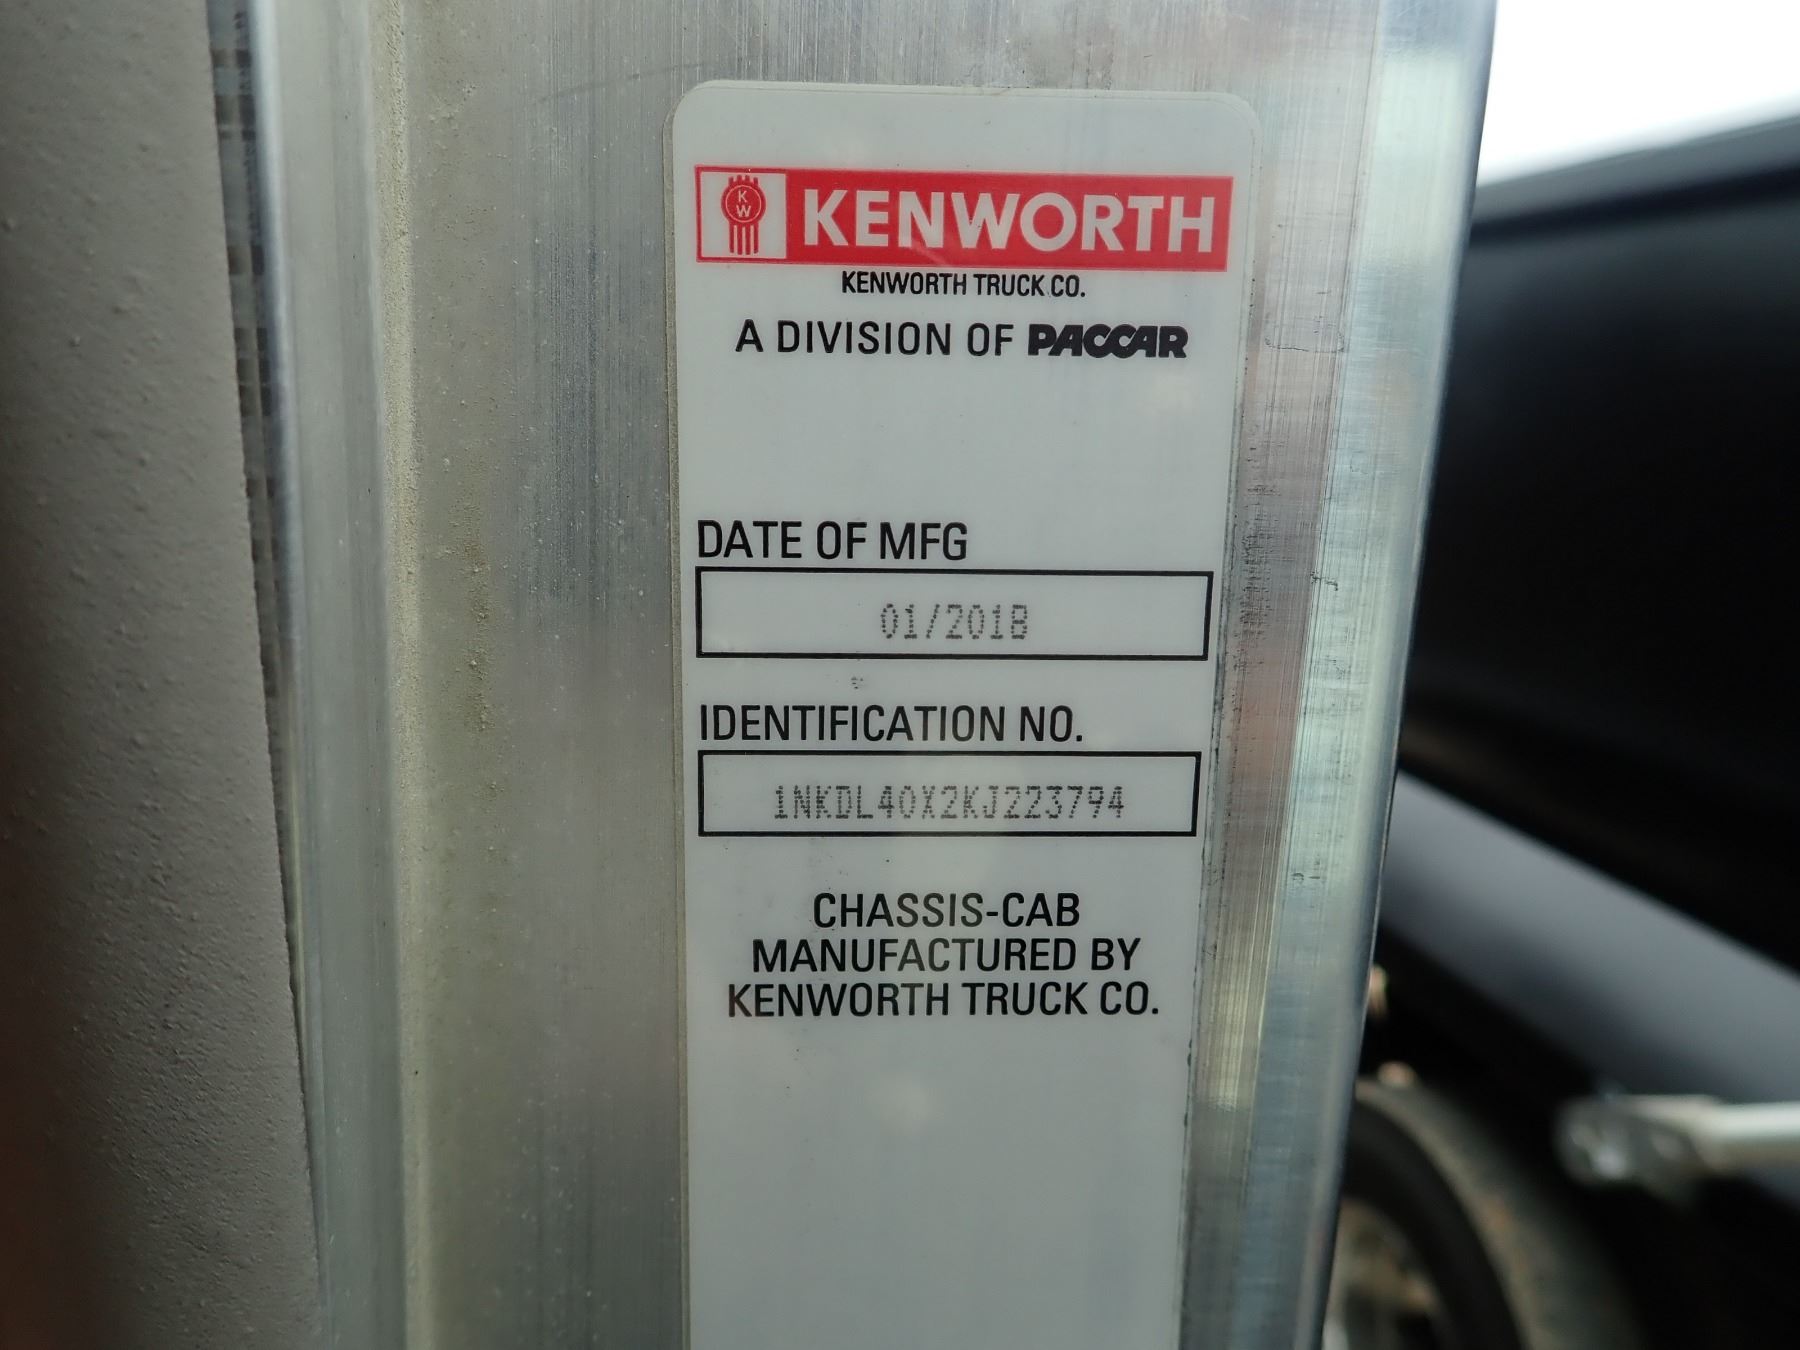 KW KENWORTH
KENWORTH TRUCK CO.
A DIVISION OF PACCAR
DATE OF MFG
01/2018
IDENTIFICATION NO.
1NKDL40X2KJ223794
CHASSIS-CAB
MANUFACTURED BY
KENWORTH TRUCK CO.